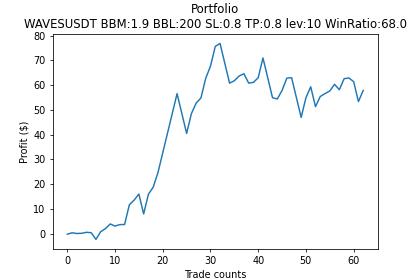 Portfolio
WAVESUSDT BBM:1.9 BBL:200 SL:0.8 TP:0.8 lev:10 WinRatio:68.0
80
70
60
50
40
30
20
10
0
Profit ($)
0 10 20 30 40 50 60
Trade counts